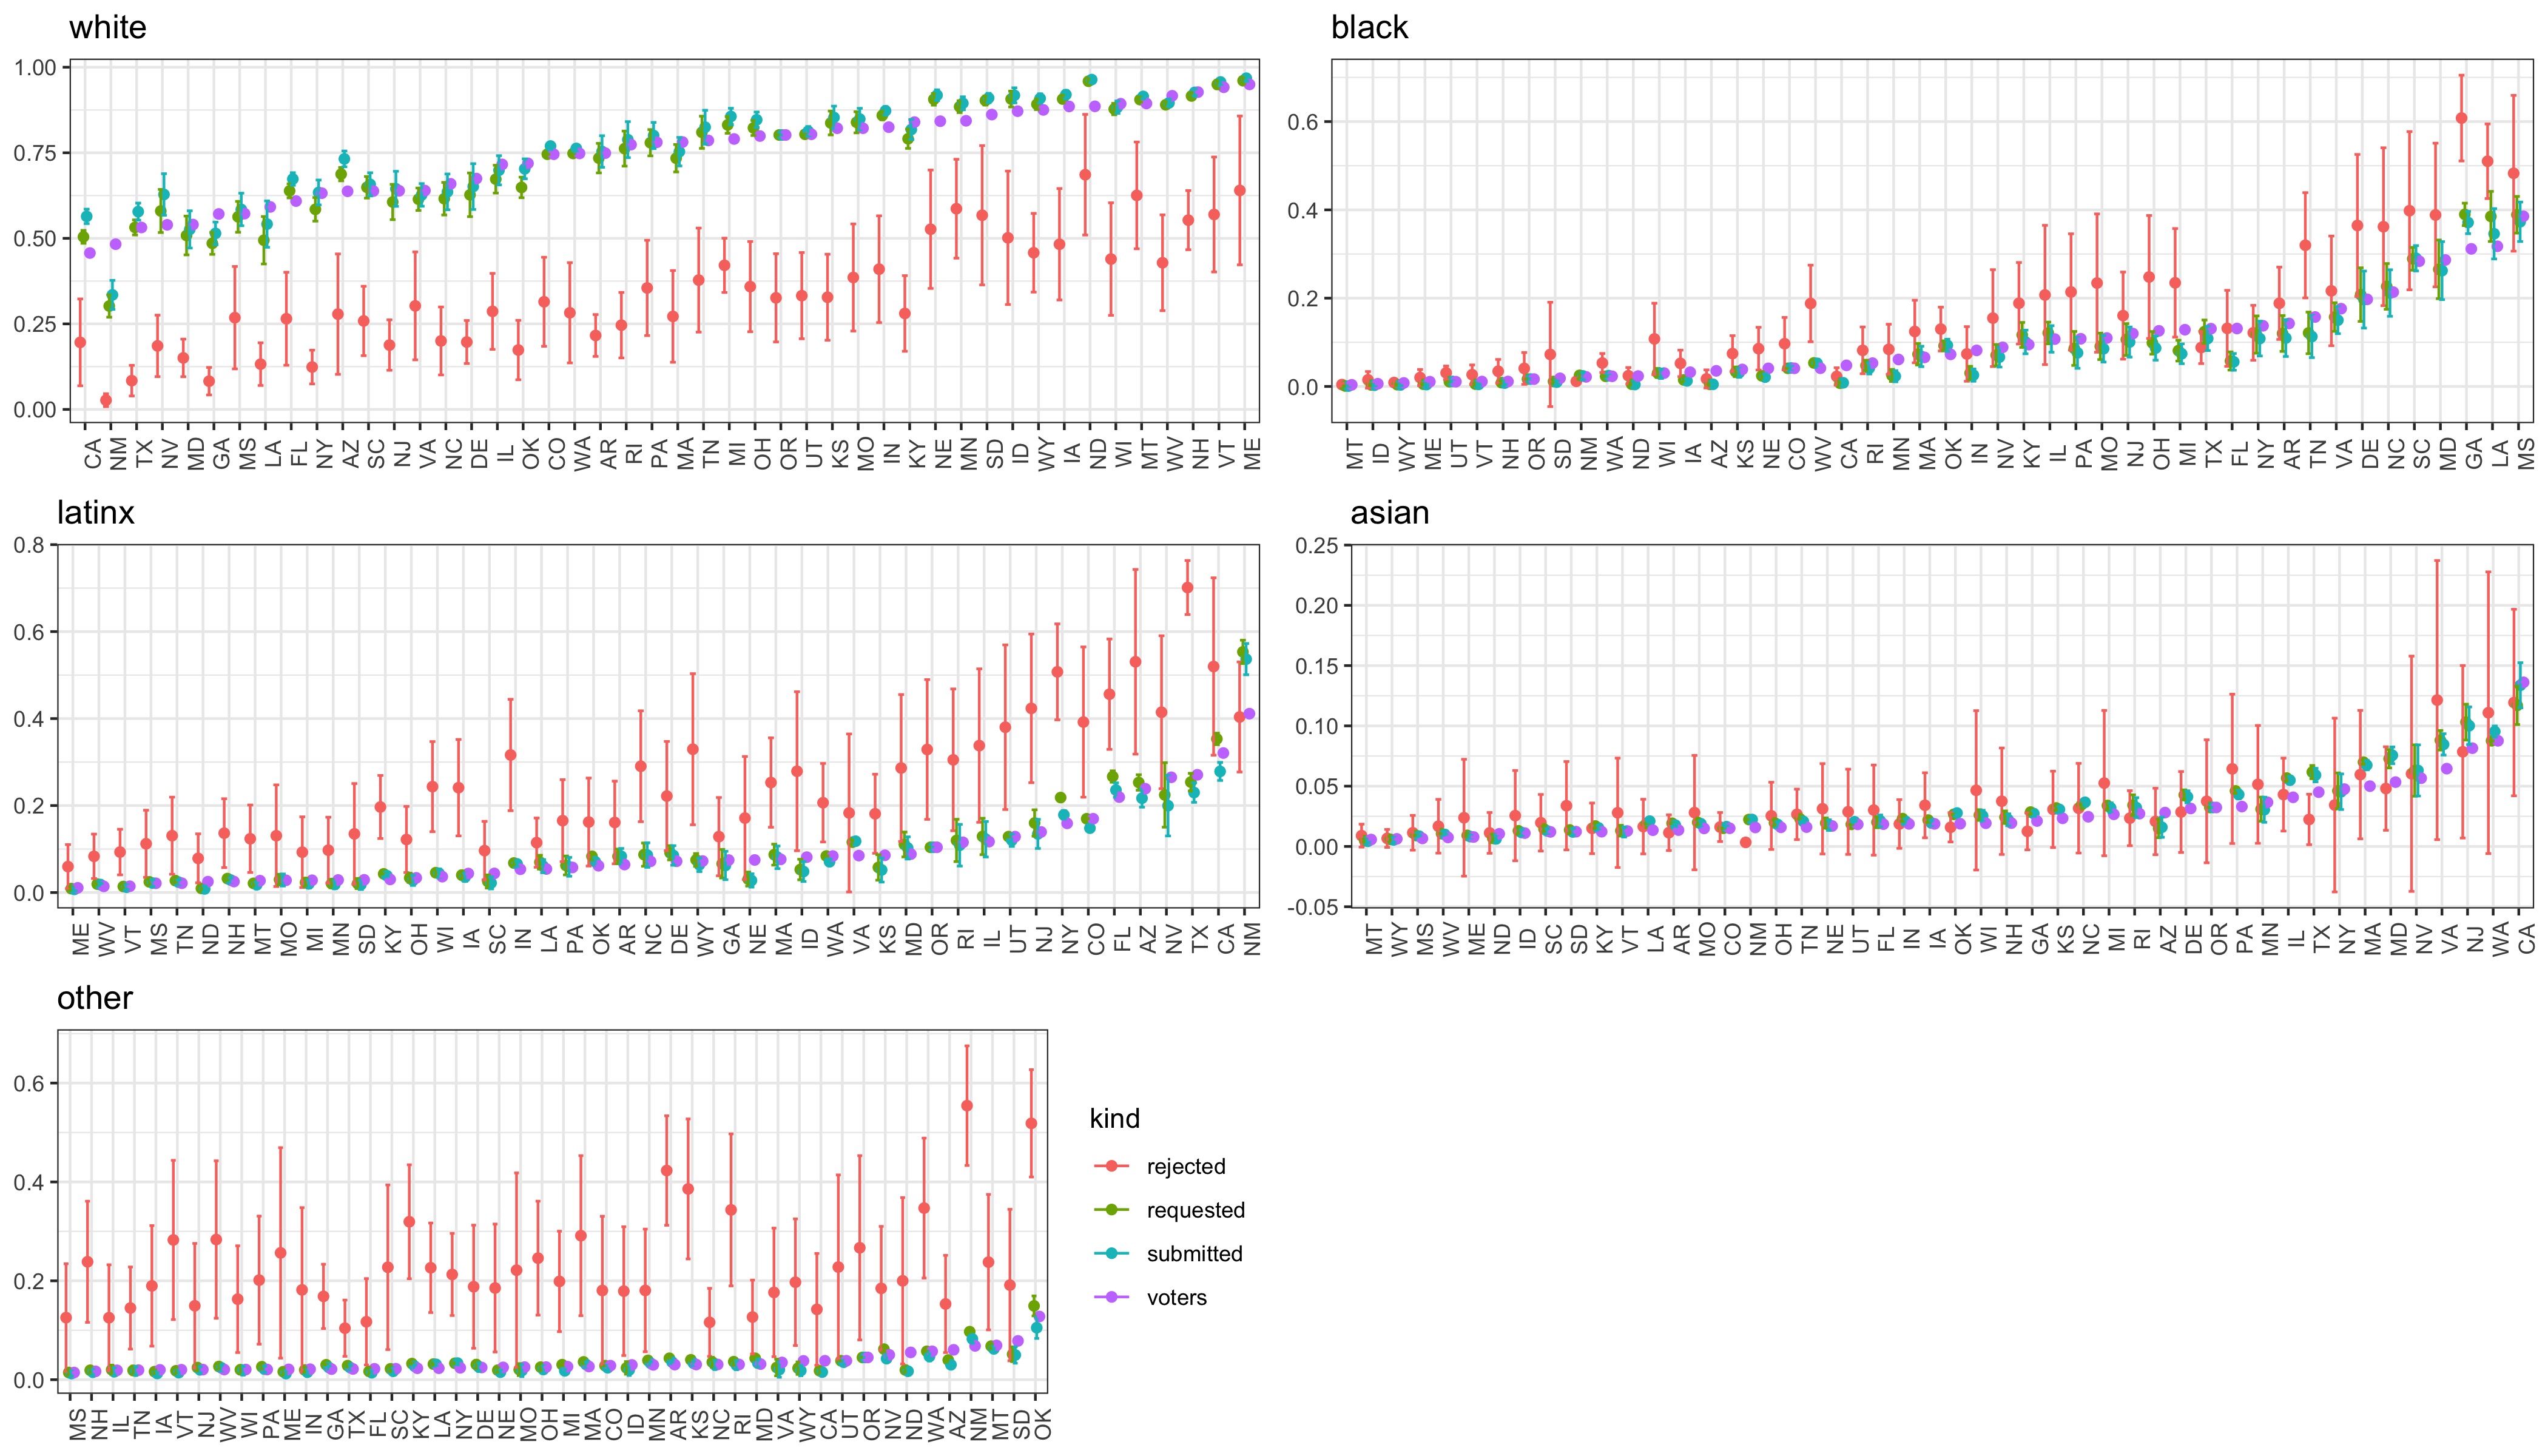 white
1.00
0.75
0.50
0.25
0.00
CA NM TX NV MD GA MS LA FL NY AZ SC NJ VA NC DE IL OK CO WA AR RI PA MA TN MI OH OR UT KS MO IN KY NE MN SD ID WY IA ND WI MT WV NH VT ME
black
0.6
0.4
0.2
0.0
MT ID WY ME UT VT NH OR SD NM WA ND WI IA AZ KS NE CO WV CA RI MN MA OK IN NV KY IL PA MO NJ OH MI TX FL NY AR TN VA DE NC SC MD GA LA MS
latinx
0.8
0.6
0.4
0.2
0.0
ME WV VT MS TN ND NH MT MO MI MN SD KY OH WI IA SC IN LA PA OK AR NC DE WY GA NE MA ID WA VA KS MD OR RI IL UT NJ NY CO FL AZ NV TX CA NM
asian
0.25
0.20
0.15
0.10
0.05
0.00
-0.05
MT WY MS WV ME ND ID SC SD KY VT LA AR MO CO NM OH TN NE UT FL IN IA OK WI NH GA KS NC MI RI AZ DE OR PA MN IL TX NY MA MD NV VA NJ WA CA
other
0.6
0.4
0.2
0.0
MS NH IL TN IA VT NJ WV WI PA ME IN GA TX FL SC KY LA NY DE NE MO OH MI MA CO ID MN AR KS NC RI MD VA WY CA UT OR NV ND WA AZ NM MT SD OK
kind
rejected
requested
submitted
voters